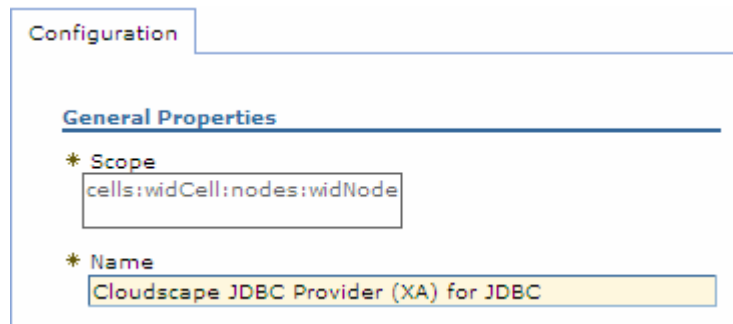 Configuration
General Properties
* Scope
cells:widCell:nodes:widNode
* Name
Cloudscape JDBC Provider (XA) for JDBC